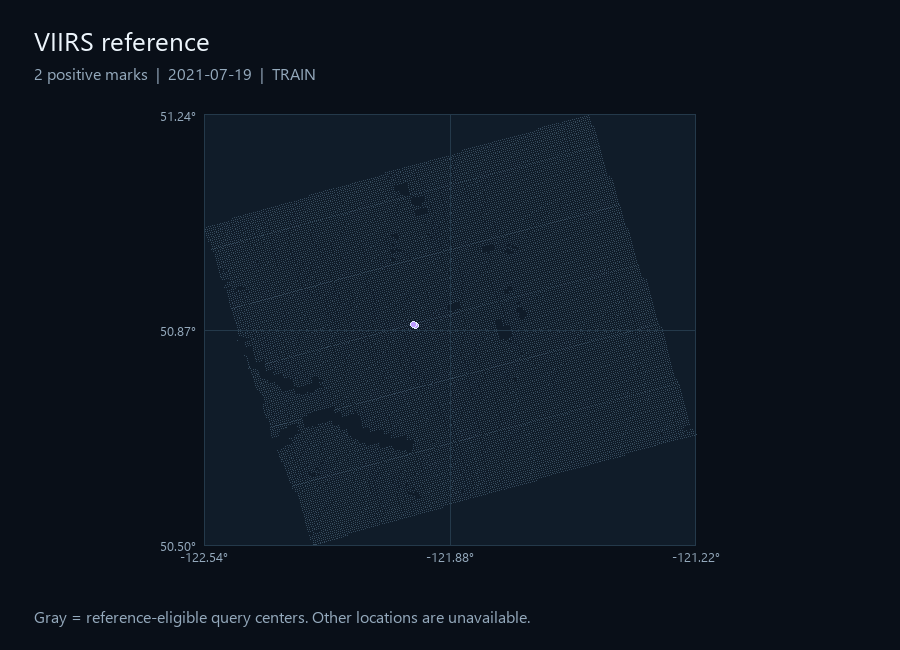 VIIRS reference
2 positive marks | 2021-07-19 | TRAIN
51.24°
50.87°
50.50°
-122.54°
-121.88°
-121.22°
Gray = reference-eligible query centers. Other locations are unavailable.